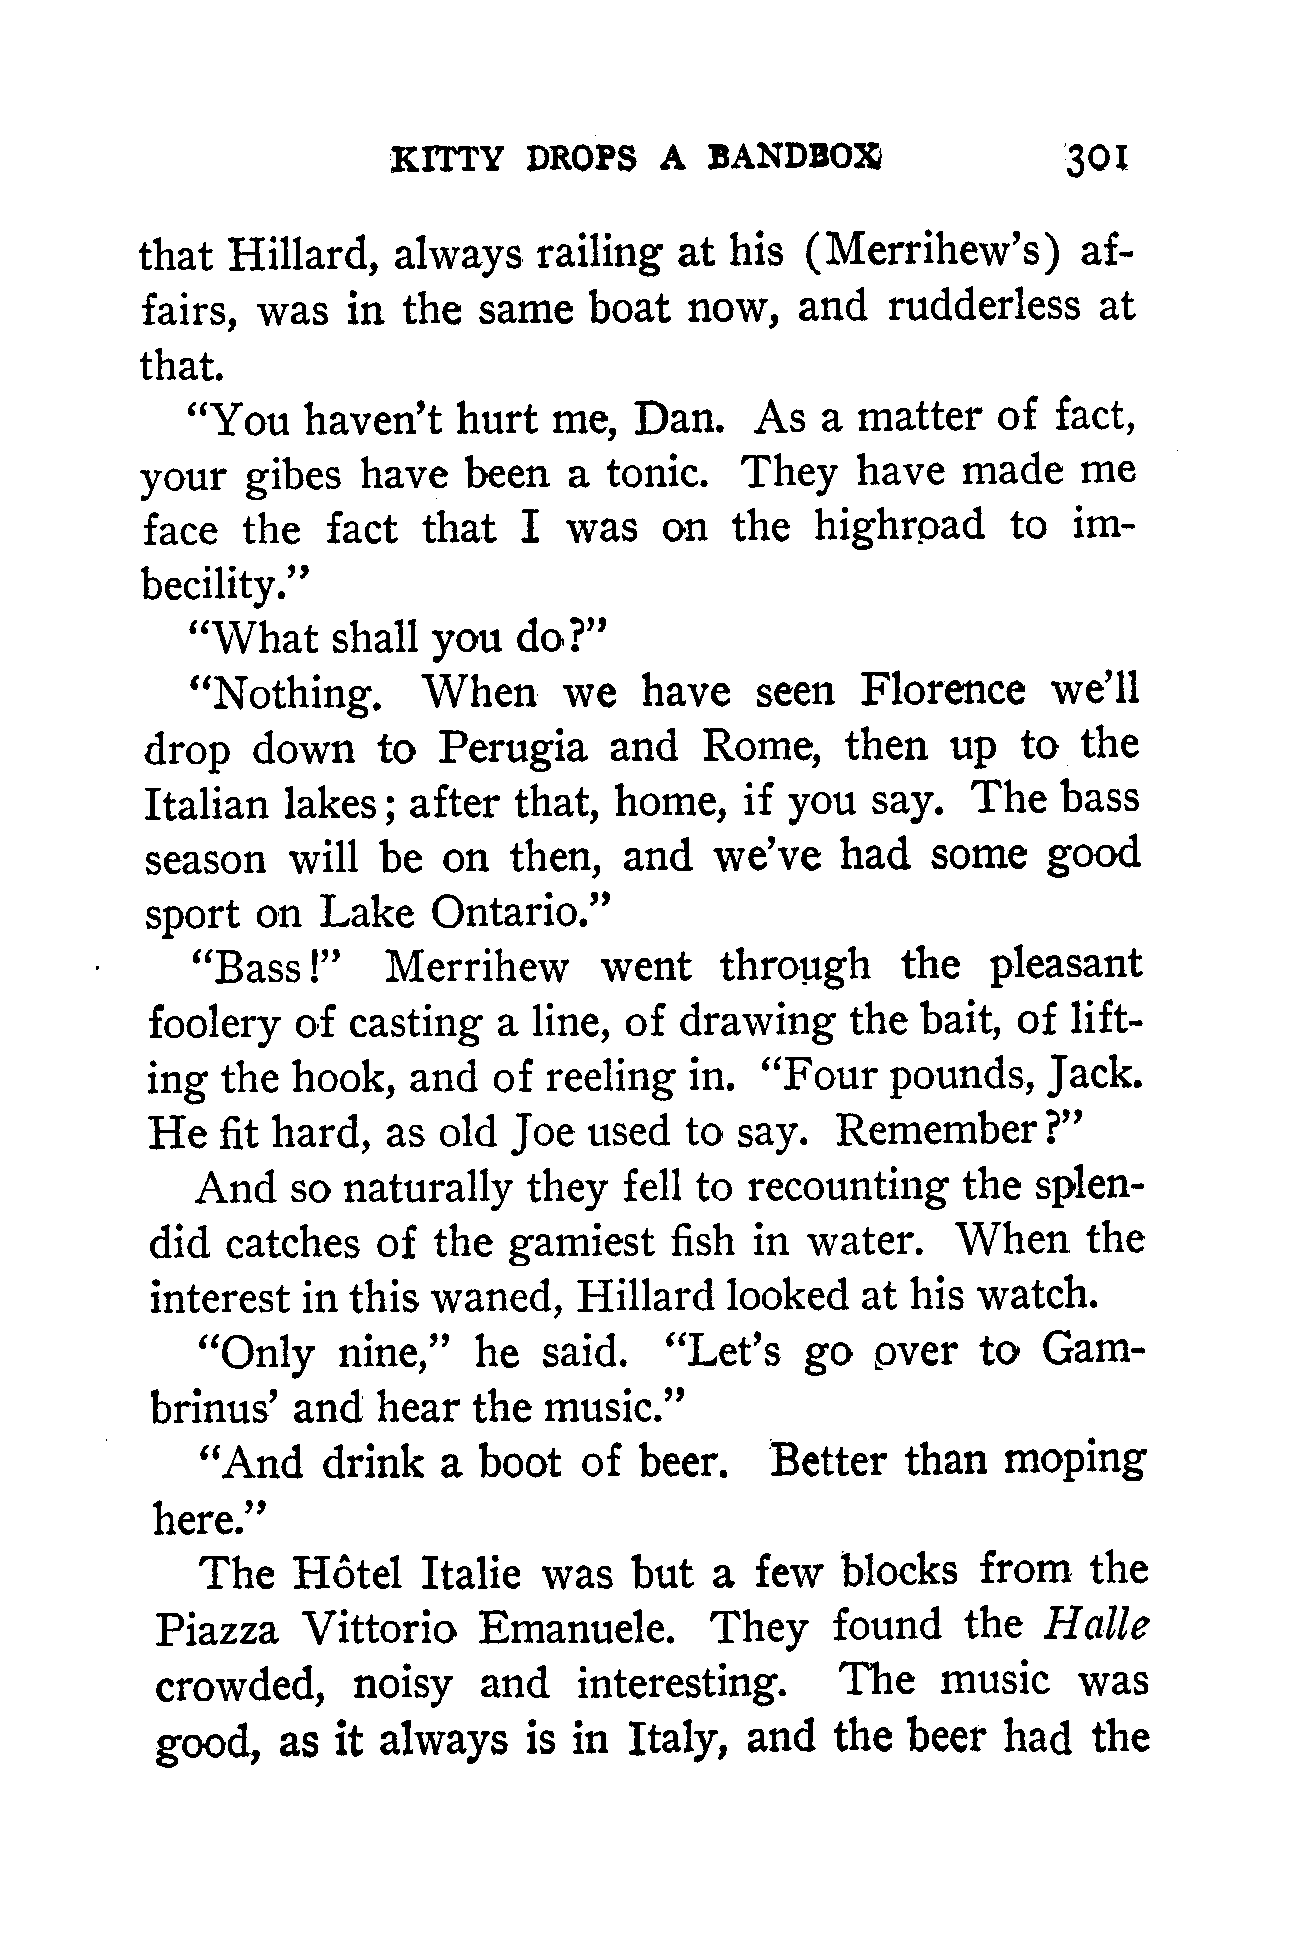 KITTY DROPS A BANDBOX 301
that Hillard, always railing at his (Merrihew's) af-
fairs, was in the same boat now, and rudderless at
that.
"You haven't hurt me, Dan. As a matter of fact,
your gibes have been a tonic. They have made me
face the fact that I was on the highroad to im-
becility."
"What shall you do?"
"Nothing. When we have seen Florence we'll
drop down to Perugia and Rome, then up to the
Italian lakes; after that, home, if you say. The bass
season will be on then, and we've had some good
sport on Lake Ontario."
"Bass!" Merrihew went through the pleasant
foolery of casting a line, of drawing the bait, of lift-
ing the hook, and of reeling in. "Four pounds, Jack.
He fit hard, as old Joe used to say. Remember?"
And so naturally they fell to recounting the splen-
did catches of the gamiest fish in water. When the
interest in this waned, Hillard looked at his watch.
"Only nine," he said. "Let's go over to Gam-
brinus' and hear the music."
"And drink a boot of beer. Better than moping
here."
The Hôtel Italie was but a few blocks from the
Piazza Vittorio Emanuele. They found the Halle
crowded, noisy and interesting. The music was
good, as it always is in Italy, and the beer had the